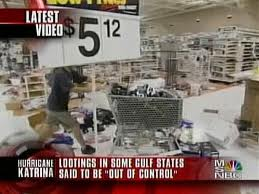 LATEST
VIDEO
$5.12
HURRICANE
KATRINA
LOOTINGS IN SOME GULF STATES
SAID TO BE "OUT OF CONTROL"
MSNBC